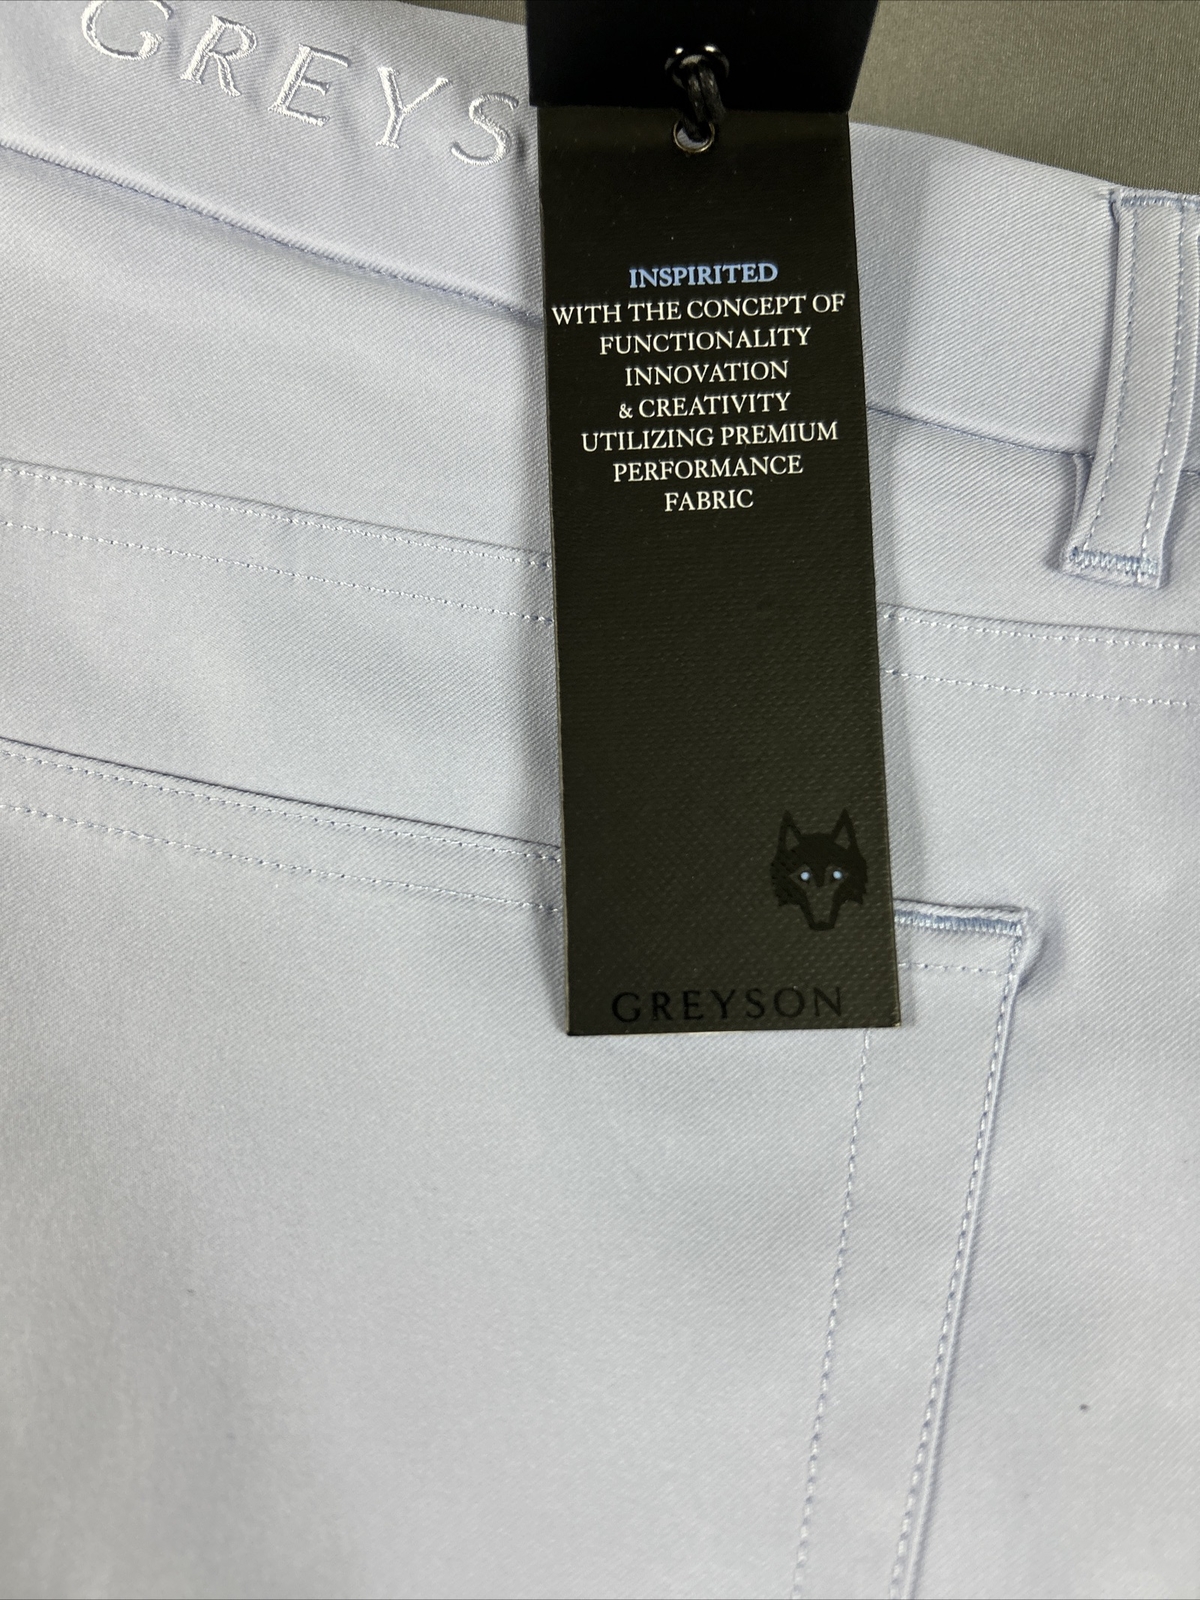 GREYS
INSPIRITED
WITH THE CONCEPT OF
FUNCTIONALITY
INNOVATION
& CREATIVITY
UTILIZING PREMIUM
PERFORMANCE
FABRIC
GREYSON